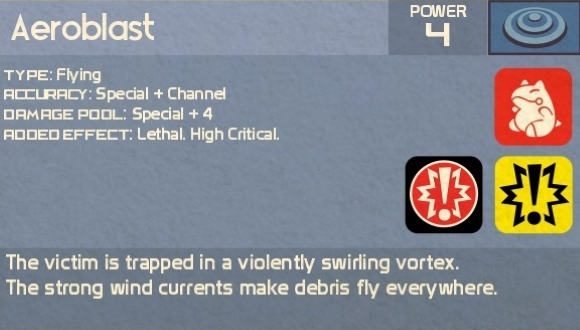 Aeroblast
POWER
4
TYPE: Flying
ACCURACY: Special + Channel
DAMAGE POOL: Special + 4
ADDED EFFECT: Lethal. High Critical.
The victim is trapped in a violently swirling vortex.
The strong wind currents make debris fly everywhere.